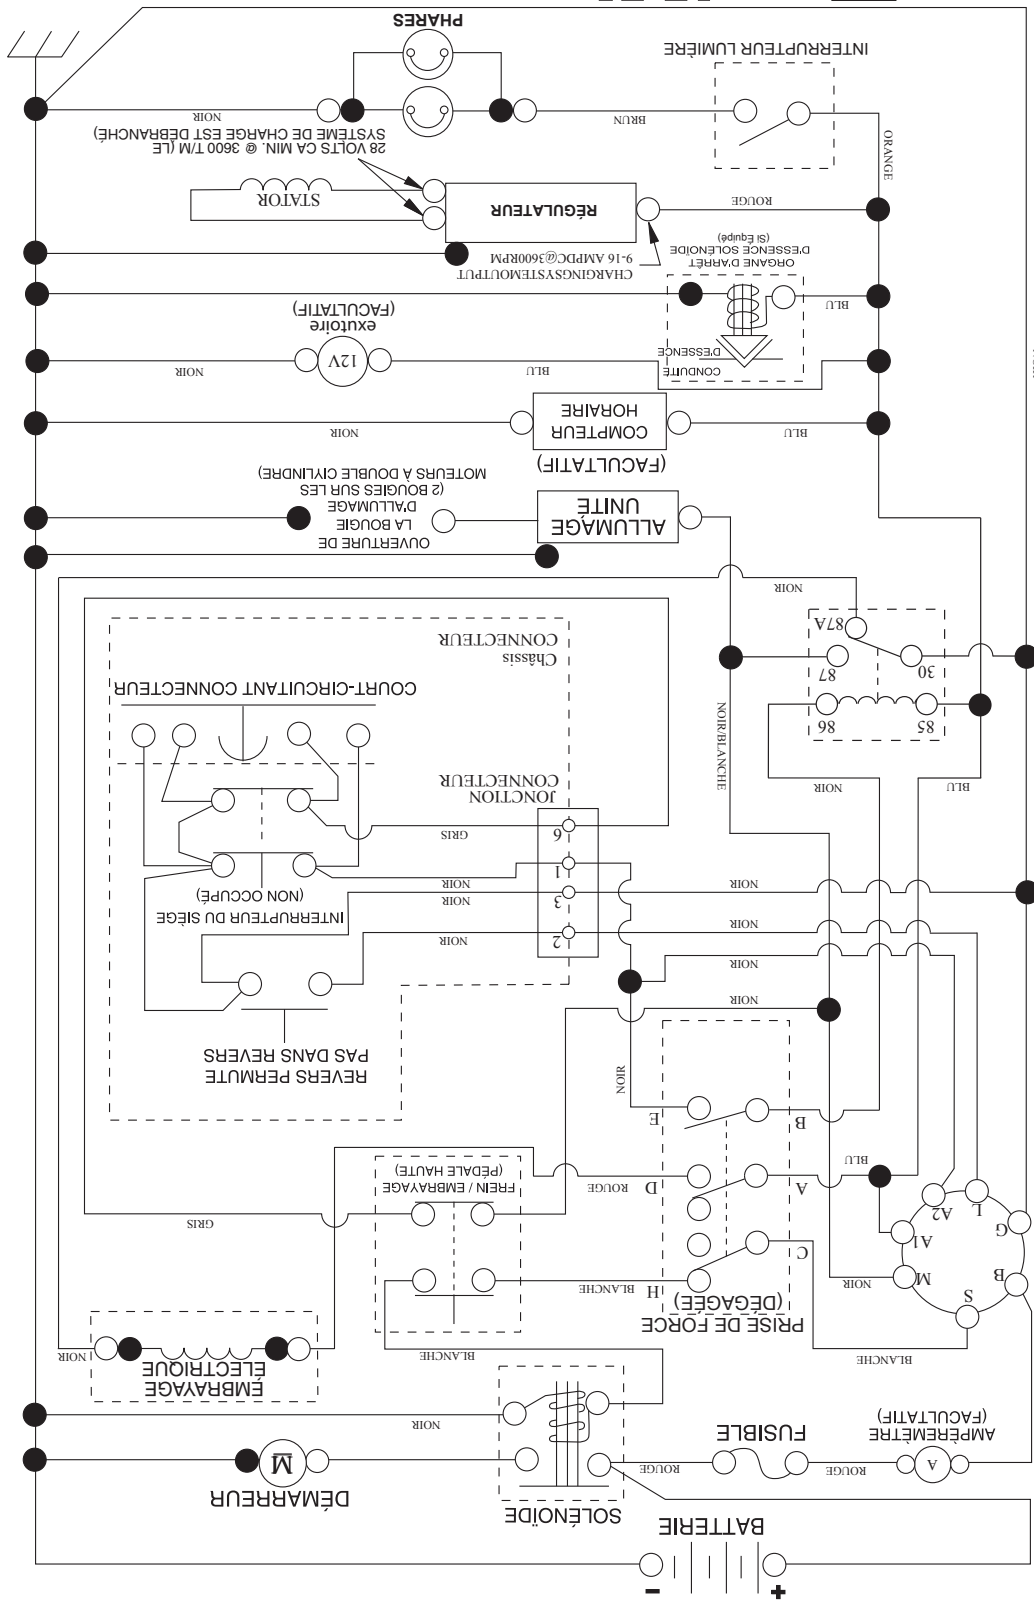 + −
BATTERIE
SOLÉNOÏDE
DÉMARREUR
M
AMPÈREMÈTRE
(FACULTATIF)
A
ROUGE
FUSIBLE
ROUGE
NOIR
EMBRAYAGE
ÉLECTRIQUE
NOIR
BLANCHE
BLANCHE
PRISE DE FORCE
(DÉGAGÉE)
H
C
D
A
E
B
BLANCHE
ROUGE
FREIN / EMBRAYAGE
(PÉDALE HAUTE)
GRIS
S
B
G
L
A2
A1
M
NOIR
BLU
NOIR
REVERS PERMUTE
PAS DANS REVERS
NOIR
NOIR
NOIR
NOIR
2
NOIR
NOIR
3
NOIR
NOIR
1
6
GRIS
INTERRUPTEUR DU SIÈGE
(NON OCCUPÉ)
JONCTION
CONNECTEUR
COURT-CIRCUITANT CONNECTEUR
Châssis
CONNECTEUR
BLU
NOIR
NOIR/BLANCHE
85
86
30
87
87A
NOIR
ALLUMAGE
UNITÉ
OUVERTURE DE
LA BOUGIE
D'ALLUMAGE
(2 BOUGIES SUR LES
MOTEURS À DOUBLE CIYLINDRE)
(FACULTATIF)
COMPTEUR
HORAIRE
BLU
NOIR
BLU
12V
NOIR
exutoire
(FACULTATIF)
CONDUITÉ
D'ESSENCE
BLU
ORGANE D'ARRÊT
D'ESSENCE SOLÉNOÏDE
(Si Équipé)
CHARGINGSYSTEMOUTPUT
9-16 AMPPDC@3600RPM
ROUGE
RÉGULATEUR
STATOR
28 VOLTS CA MIN. @ 3600 T/M (LE
SYSTÈME DE CHARGE EST DÉBRANCHÉ)
ORANGE
BRUN
NOIR
INTERRUPTEUR LUMIÈRE
PHARES